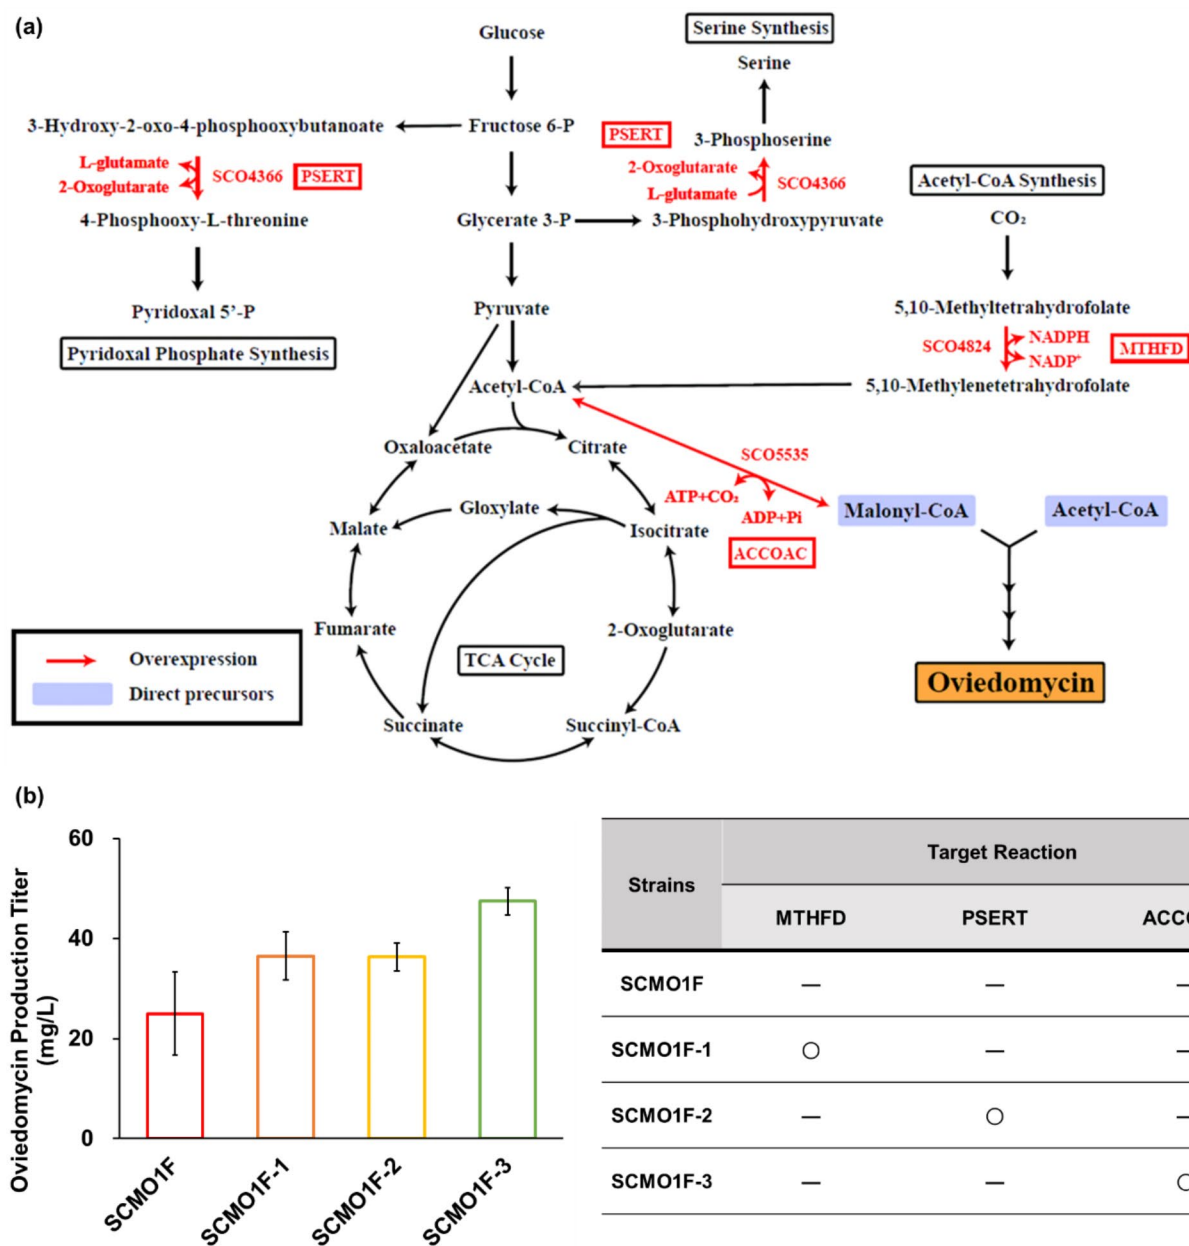 (a)
Glucose
Serine Synthesis
Serine
3-Hydroxy-2-oxo-4-phosphooxybutanoate
Fructose 6-P
PSERT
3-Phosphoserine
L-glutamate
2-Oxoglutarate
SCO4366
PSERT
2-Oxoglutarate
L-glutamate
SCO4366
Acetyl-CoA Synthesis
4-Phosphooxy-L-threonine
Glycerate 3-P
3-Phosphohydroxypyruvate
CO₂
Pyridoxal 5’-P
Pyruvate
5,10-Methyltetrahydrofolate
Pyridoxal Phosphate Synthesis
SCO4824
NADPH
NADP⁺
MTHFD
Acetyl-CoA
5,10-Methylenetetrahydrofolate
Oxaloacetate
Citrate
SCO5535
ATP+CO₂
ADP+Pi
Malonyl-CoA
Acetyl-CoA
Gloxylate
Malate
Isocitrate
ACCOAC
Fumarate
2-Oxoglutarate
Overexpression
TCA Cycle
Direct precursors
Oviedomycin
Succinate
Succinyl-CoA
(b)
Oviedomycin Production Titer
(mg/L)
60
40
20
0
SCMO1F
SCMO1F-1
SCMO1F-2
SCMO1F-3
Strains
Target Reaction
MTHFD
PSERT
ACCO
SCMO1F
— — —
SCMO1F-1
○ — —
SCMO1F-2
— ○ —
SCMO1F-3
— — ○